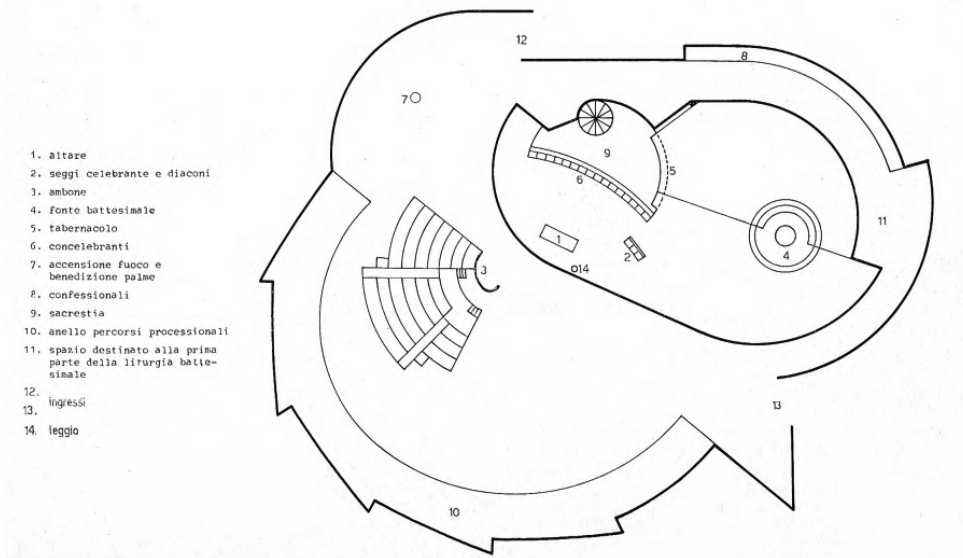 1. altare
2. seggi celebrante e diaconi
3. ambone
4. fonte battesimale
5. tabernacolo
6. concelebranti
7. accensione fuoco e
benedizione palme
8. confessionali
9. sacrestia
10. anello percorsi processionali
11. spazio destinato alla prima
parte della liturgia batte-
simale
12.
ingressi
13.
14. leggio
12
8
7
9
5
6
11
1
2
4
3
14
13
10